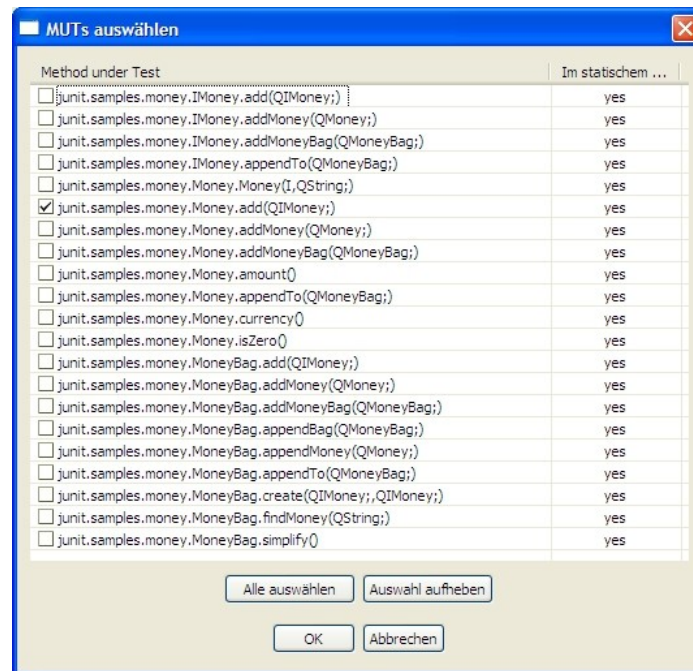 MUTs auswählen
Method under Test Im statischem ...
junit.samples.money.IMoney.add(QIMoney;) yes
junit.samples.money.IMoney.addMoney(QMoney;) yes
junit.samples.money.IMoney.addMoneyBag(QMoneyBag;) yes
junit.samples.money.IMoney.appendTo(QMoneyBag;) yes
junit.samples.money.Money.Money(I,QString;) yes
junit.samples.money.Money.add(QIMoney;) yes
junit.samples.money.Money.addMoney(QMoney;) yes
junit.samples.money.Money.addMoneyBag(QMoneyBag;) yes
junit.samples.money.Money.amount() yes
junit.samples.money.Money.appendTo(QMoneyBag;) yes
junit.samples.money.Money.currency() yes
junit.samples.money.Money.isZero() yes
junit.samples.money.MoneyBag.add(QIMoney;) yes
junit.samples.money.MoneyBag.addMoney(QMoney;) yes
junit.samples.money.MoneyBag.addMoneyBag(QMoneyBag;) yes
junit.samples.money.MoneyBag.appendBag(QMoneyBag;) yes
junit.samples.money.MoneyBag.appendMoney(QMoney;) yes
junit.samples.money.MoneyBag.appendTo(QMoneyBag;) yes
junit.samples.money.MoneyBag.create(QIMoney;,QIMoney;) yes
junit.samples.money.MoneyBag.findMoney(QString;) yes
junit.samples.money.MoneyBag.simplify() yes
Alle auswählen Auswahl aufheben
OK Abbrechen